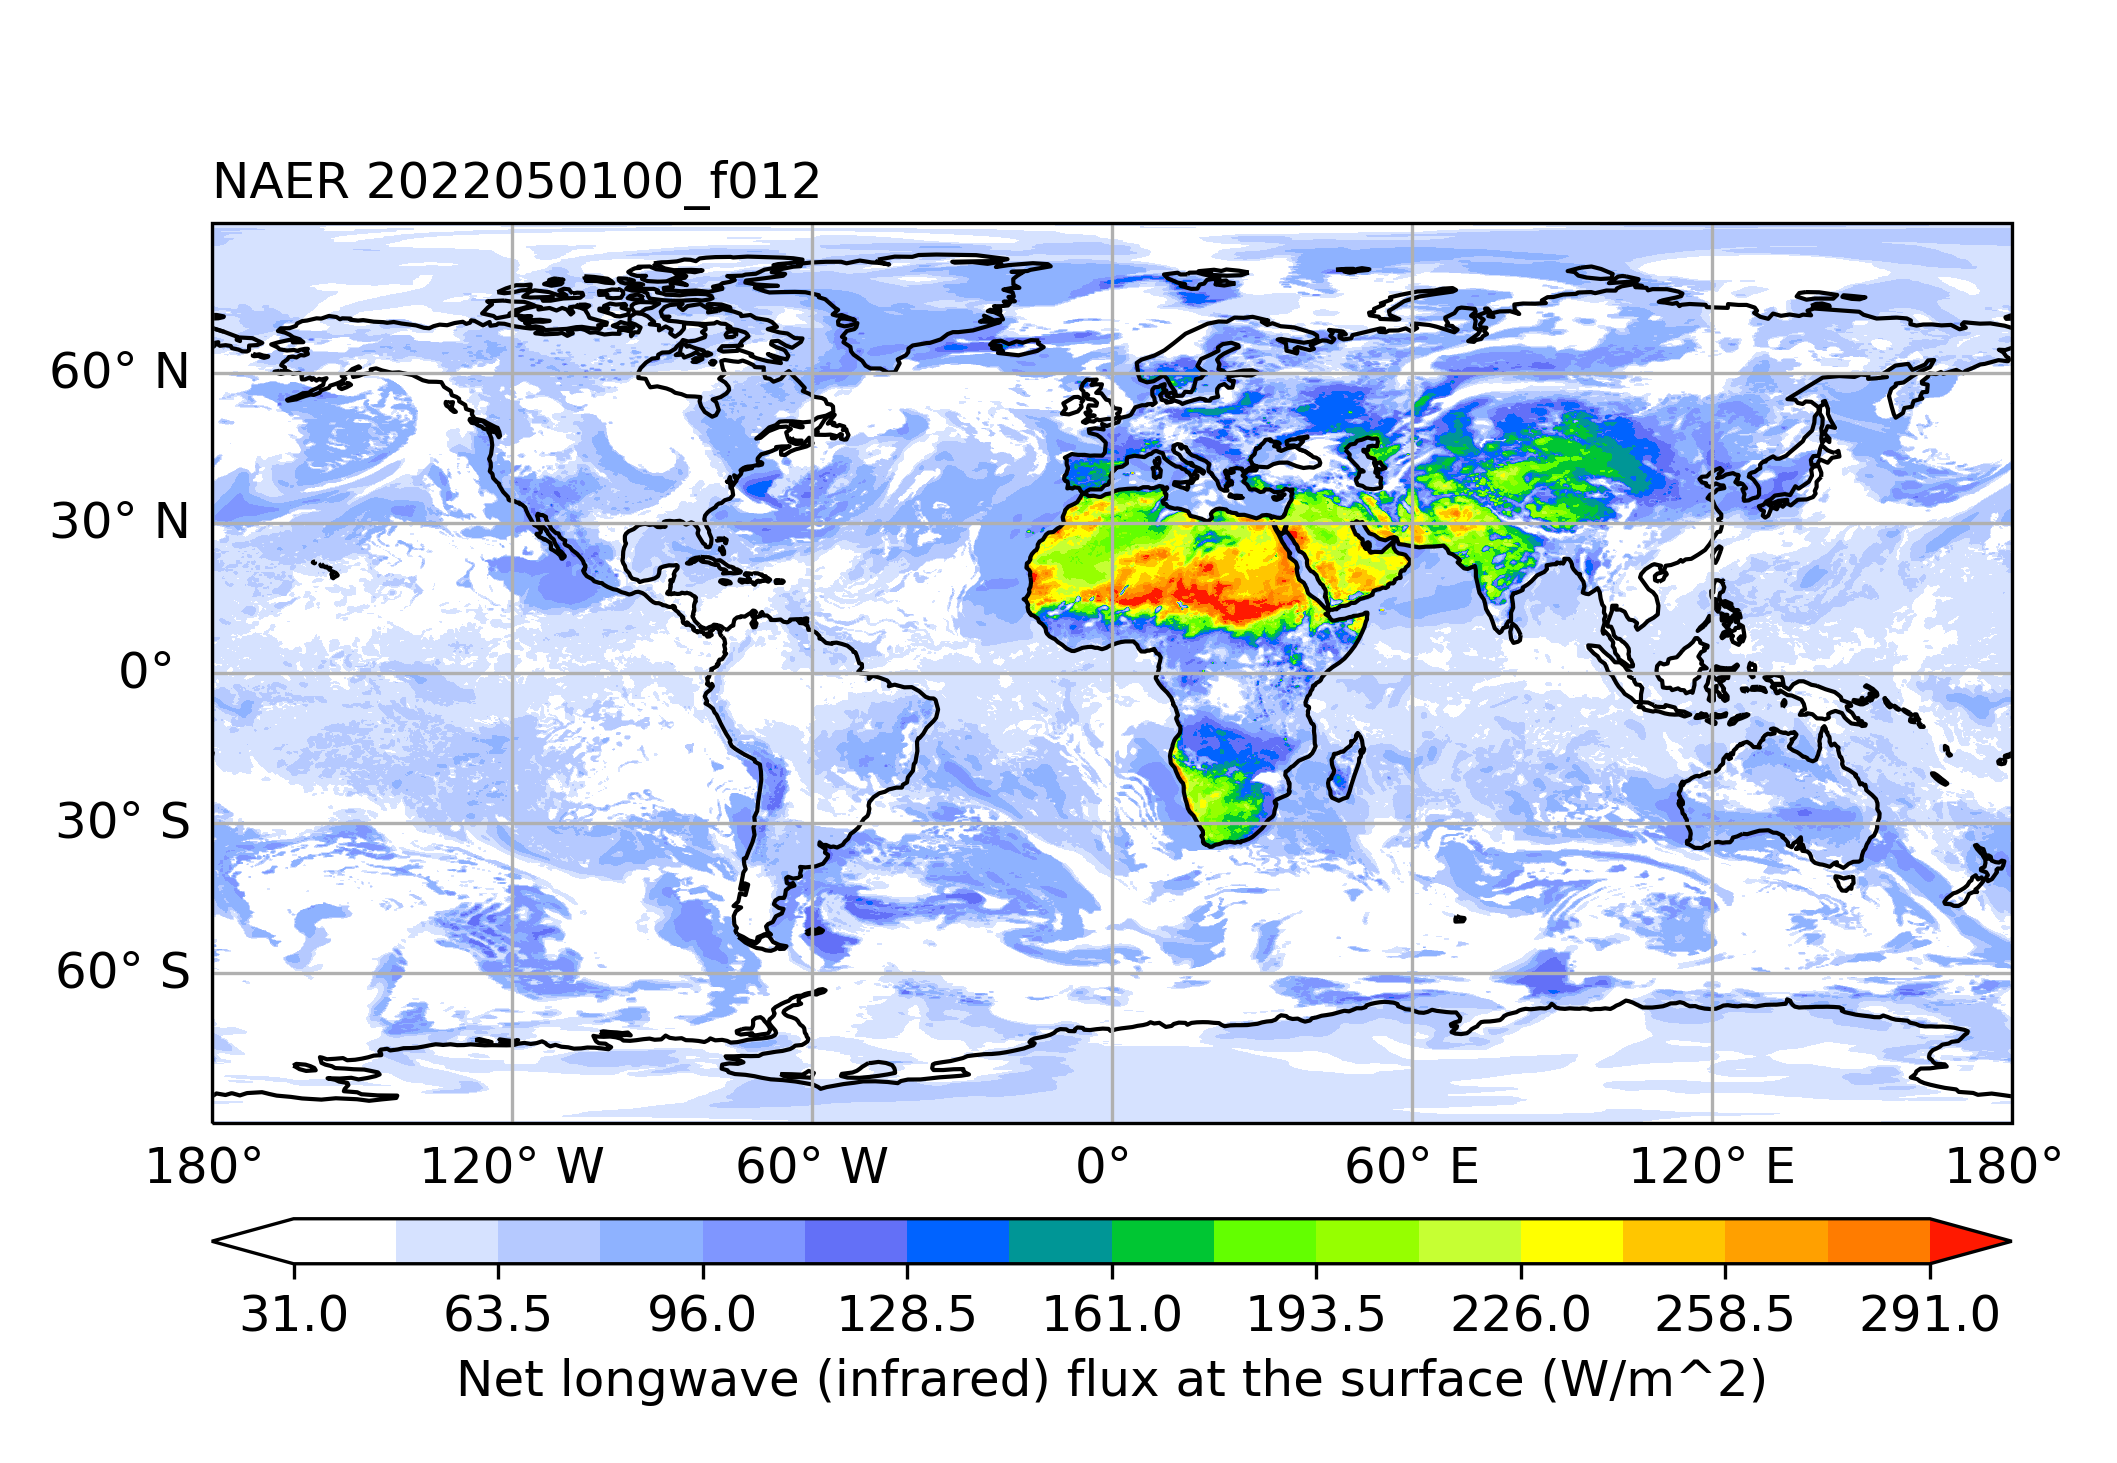 NAER 2022050100_f012
60° N
30° N
0°
30° S
60° S
180° 120° W 60° W 0° 60° E 120° E 180°
31.0 63.5 96.0 128.5 161.0 193.5 226.0 258.5 291.0
Net longwave (infrared) flux at the surface (W/m^2)